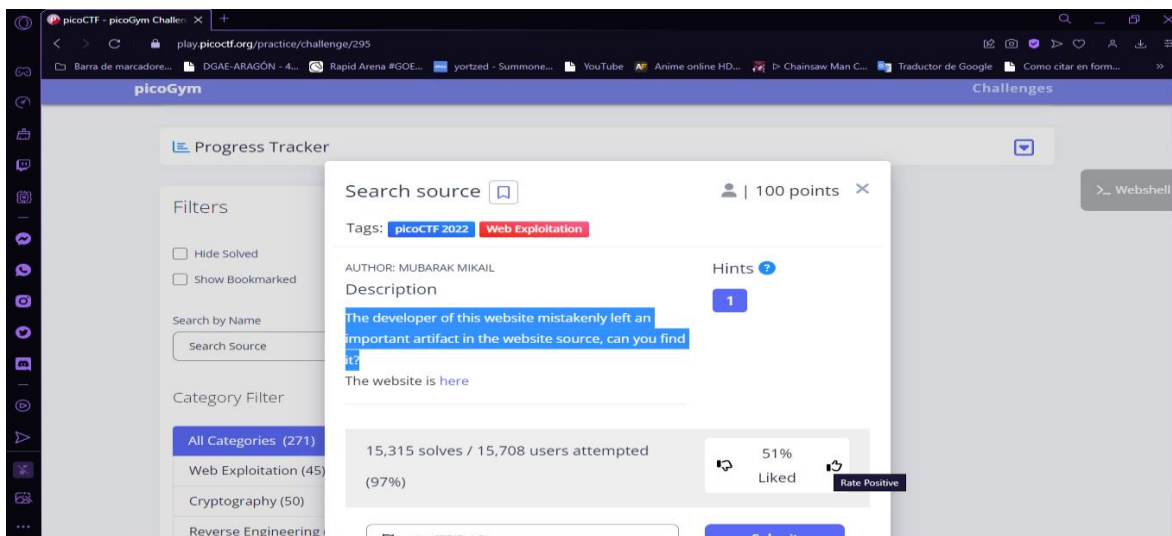 picoCTF - picoGym Challen
play.picoctf.org/practice/challenge/295
Barra de marcadore... DGAE-ARAGÓN - 4... Rapid Arena #GOE... yortzed - Summone... YouTube Anime online HD... ▷ Chainsaw Man C... Traductor de Google Como citar en form... »
picoGym Challenges
Progress Tracker
Search source | 100 points
>_ Webshell
Filters
Tags: picoCTF 2022 Web Exploitation
Hide Solved
AUTHOR: MUBARAK MIKAIL
Hints ?
Show Bookmarked
Description
1
The developer of this website mistakenly left an
important artifact in the website source, can you find
it?
Search by Name
Search Source
The website is here
Category Filter
All Categories (271)
15,315 solves / 15,708 users attempted
(97%)
51%
Liked
Rate Positive
Web Exploitation (45)
Cryptography (50)
Reverse Engineering